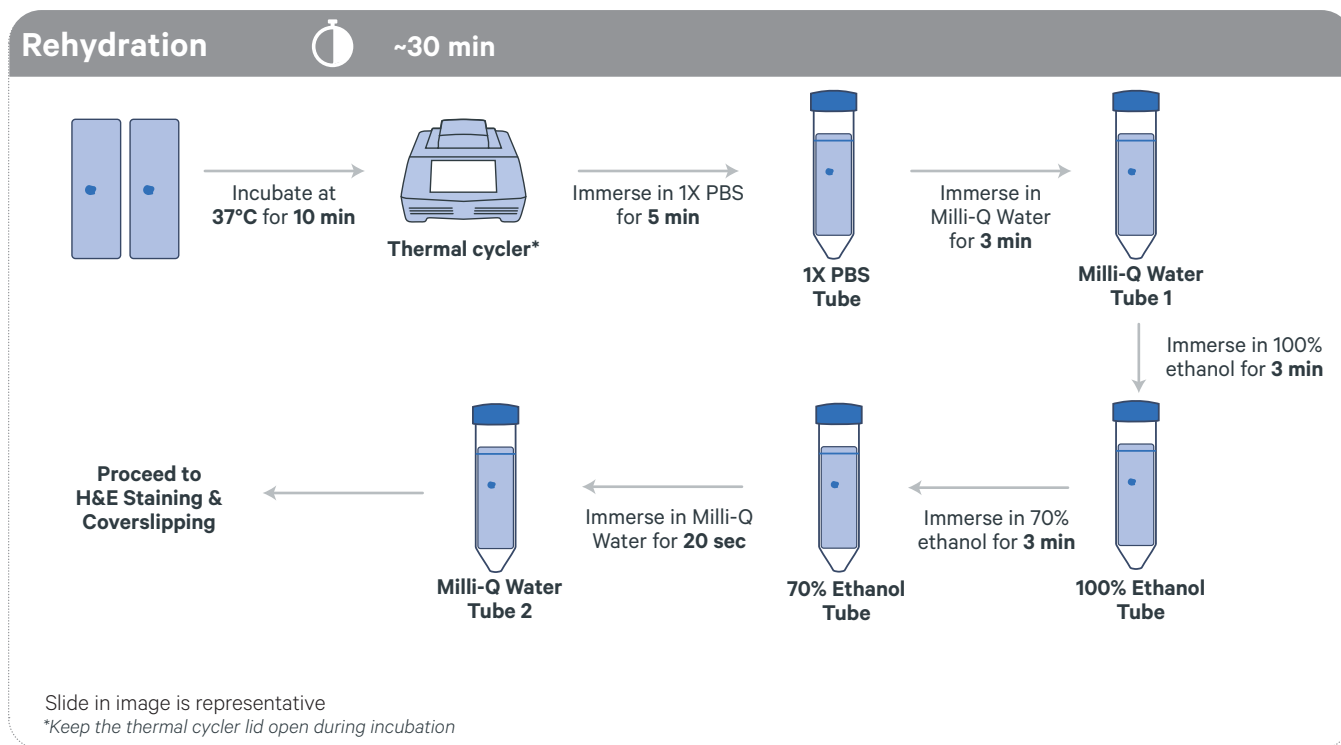 Rehydration
~30 min
Incubate at
37°C for 10 min
Thermal cycler*
Immerse in 1X PBS
for 5 min
1X PBS
Tube
Immerse in
Milli-Q Water
for 3 min
Milli-Q Water
Tube 1
Immerse in 100%
ethanol for 3 min
100% Ethanol
Tube
Immerse in 70%
ethanol for 3 min
70% Ethanol
Tube
Immerse in Milli-Q
Water for 20 sec
Milli-Q Water
Tube 2
Proceed to
H&E Staining &
Coverslipping
Slide in image is representative
*Keep the thermal cycler lid open during incubation